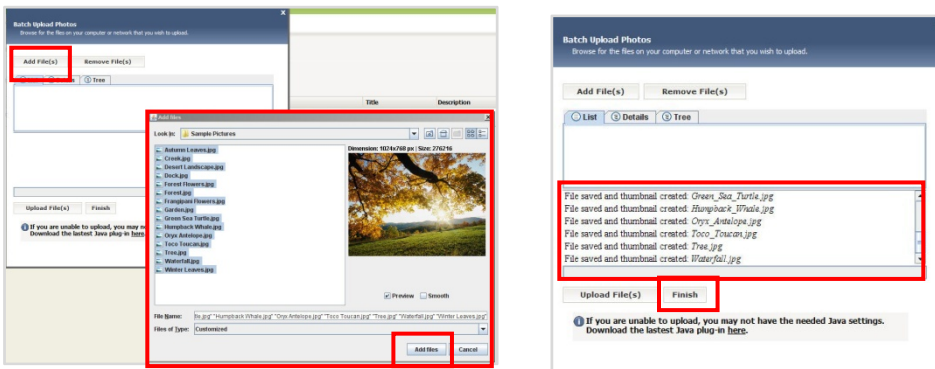 x
Batch Upload Photos
Browse for the files on your computer or network that you wish to upload.
Add File(s) Remove File(s)
Tree
Title Description
Upload File(s) Finish
If you are unable to upload, you may n
Download the lastest Java plug-in here.
Add files
Look In: Sample Pictures
Autumn Leaves.jpg
Creek.jpg
Desert Landscape.jpg
Dock.jpg
Forest Flowers.jpg
Forest.jpg
Frangipani Flowers.jpg
Garden.jpg
Green Sea Turtle.jpg
Humpback Whale.jpg
Oryx Antelope.jpg
Toco Toucan.jpg
Tree.jpg
Waterfall.jpg
Winter Leaves.jpg
Dimension: 1024x768 px | Size: 276216
Preview Smooth
File Name: tle.jpg" "Humpback Whale.jpg" "Oryx Antelope.jpg" "Toco Toucan.jpg" "Tree.jpg" "Waterfall.jpg" "Winter Leaves.jpg"
Files of Type: Customized
Add files Cancel
Batch Upload Photos
Browse for the files on your computer or network that you wish to upload.
Add File(s) Remove File(s)
List Details Tree
File saved and thumbnail created: Green_Sea_Turtle.jpg
File saved and thumbnail created: Humpback_Whale.jpg
File saved and thumbnail created: Oryx_Antelope.jpg
File saved and thumbnail created: Toco_Toucan.jpg
File saved and thumbnail created: Tree.jpg
File saved and thumbnail created: Waterfall.jpg
Upload File(s) Finish
If you are unable to upload, you may not have the needed Java settings.
Download the lastest Java plug-in here.